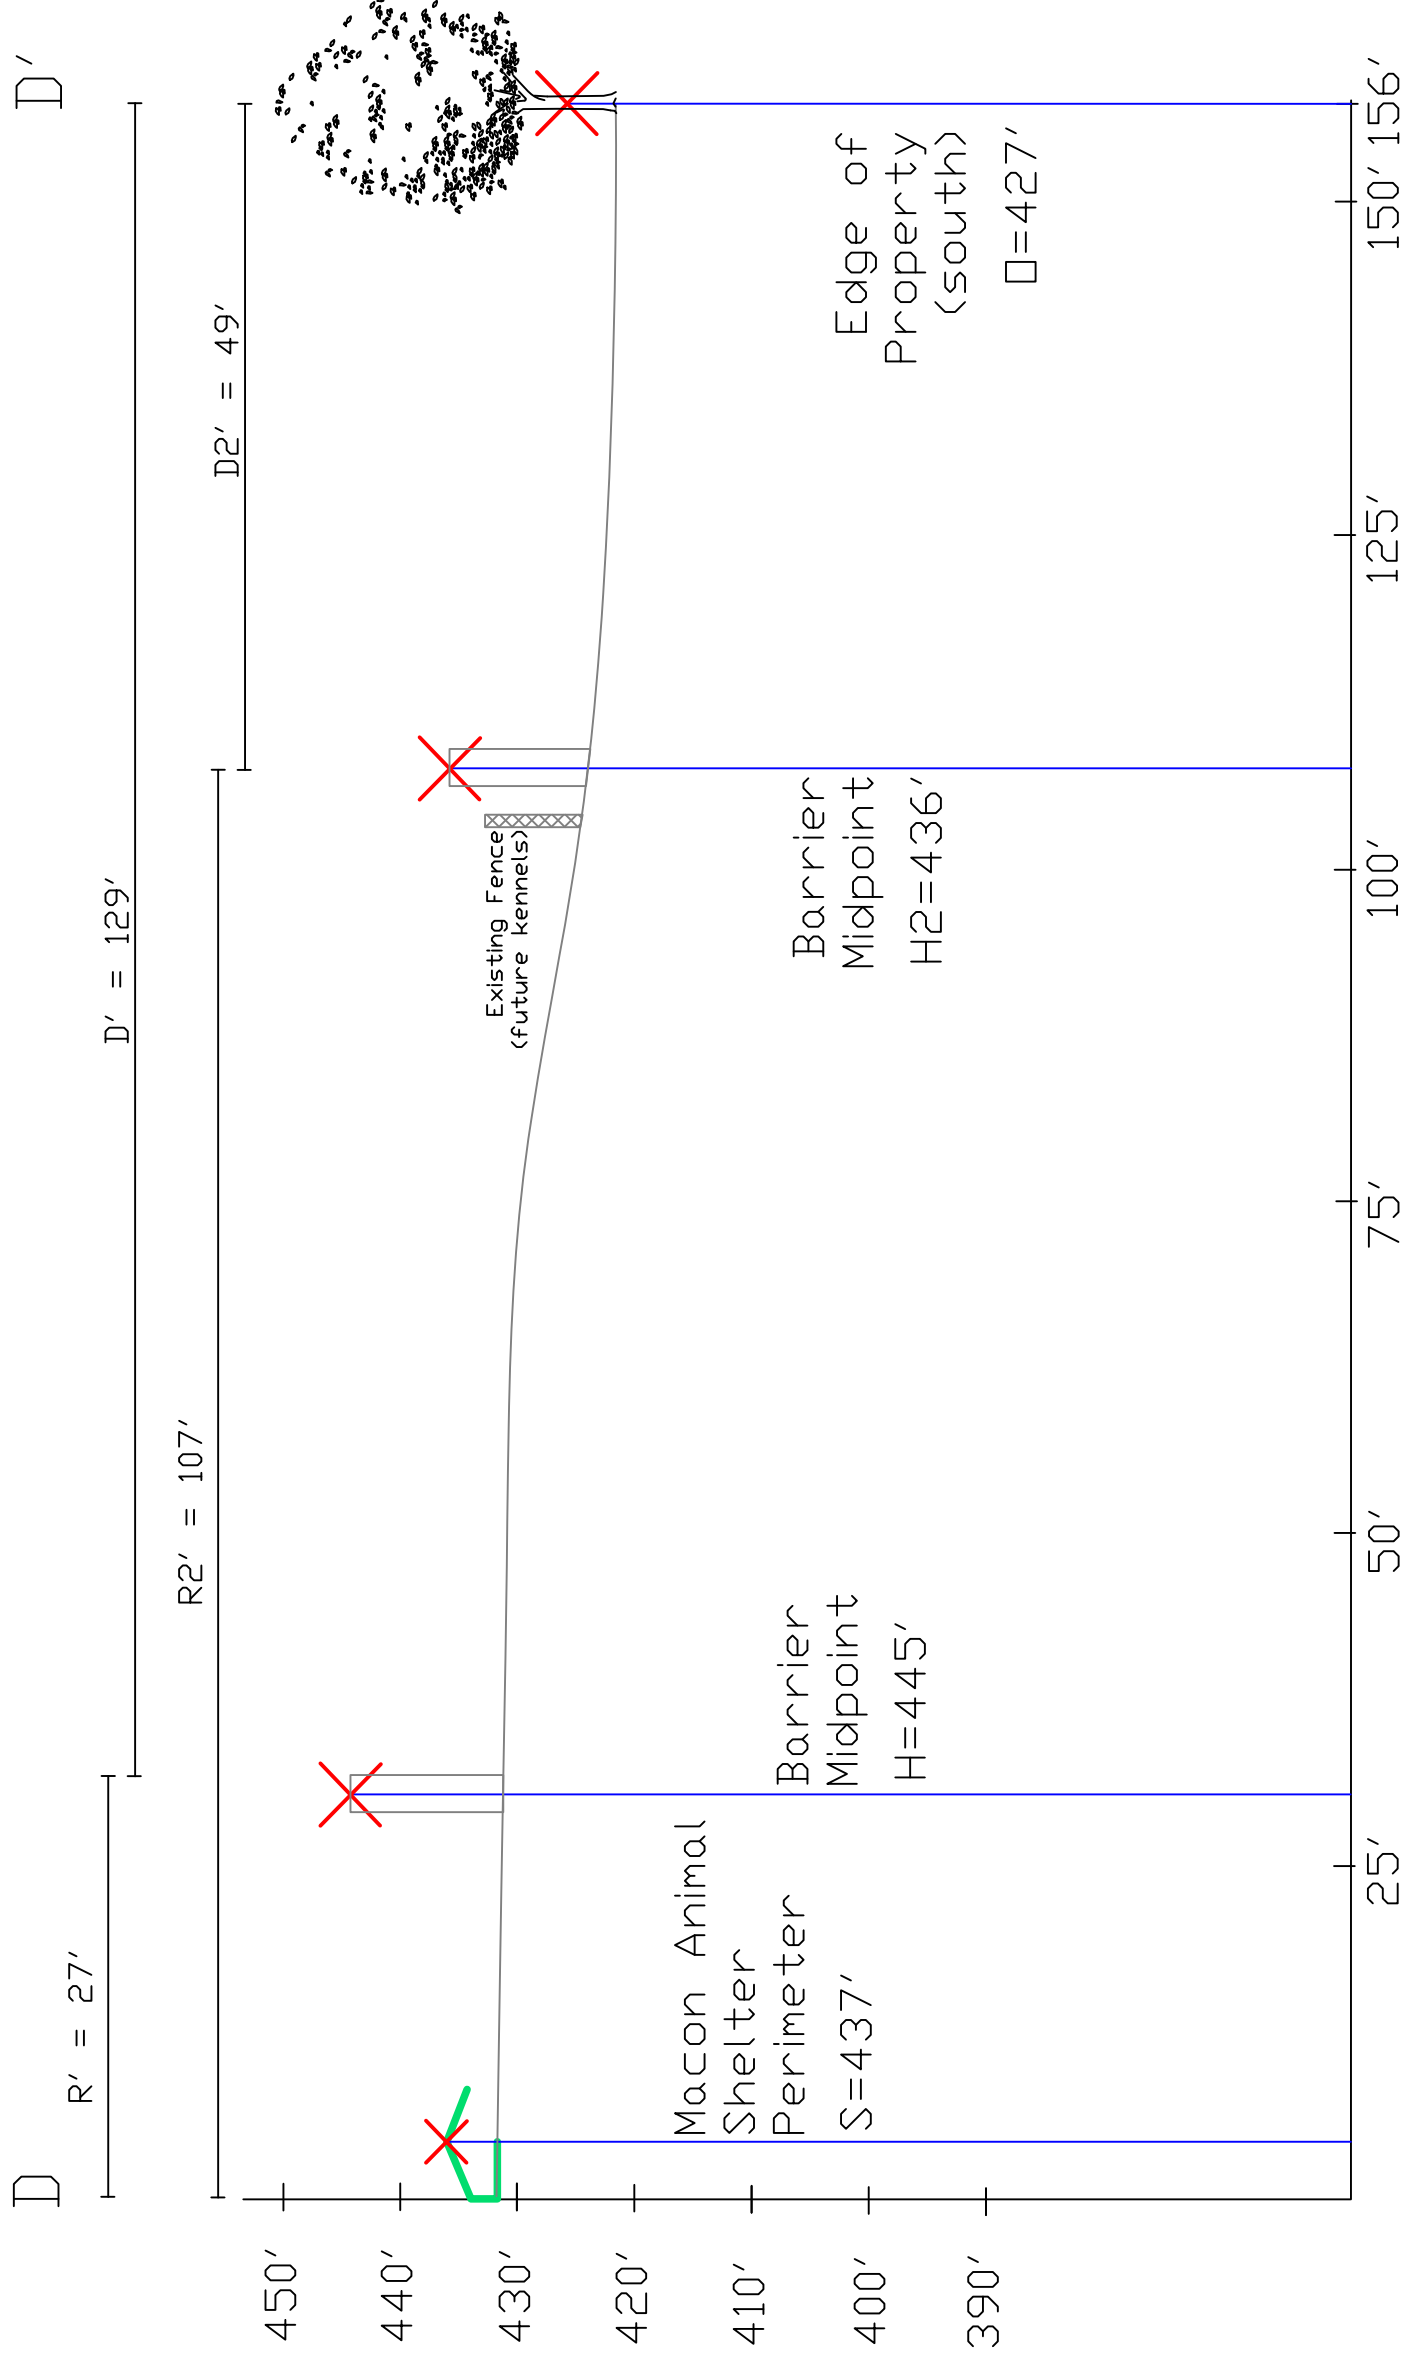 D
D′
R′ = 27′
D′ = 129′
R2′ = 107′
D2′ = 49′
450′
440′
430′
420′
410′
400′
390′
Macon Animal
Shelter
Perimeter
S=437′
Barrier
Midpoint
H=445′
Existing Fence
(future kennels)
Barrier
Midpoint
H2=436′
Edge of
Property
(south)
O=427′
25′
50′
75′
100′
125′
150′
156′